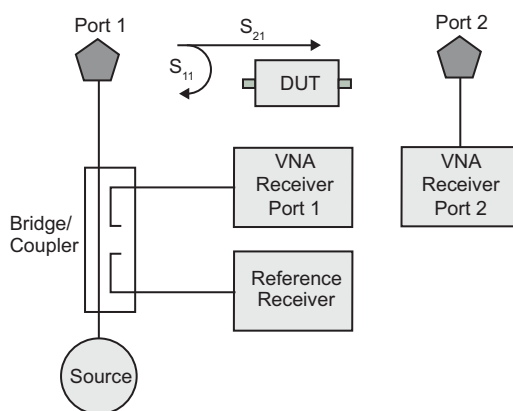 Port 1
S21
Port 2
S11
DUT
VNA
Receiver
Port 1
VNA
Receiver
Port 2
Bridge/
Coupler
Reference
Receiver
Source